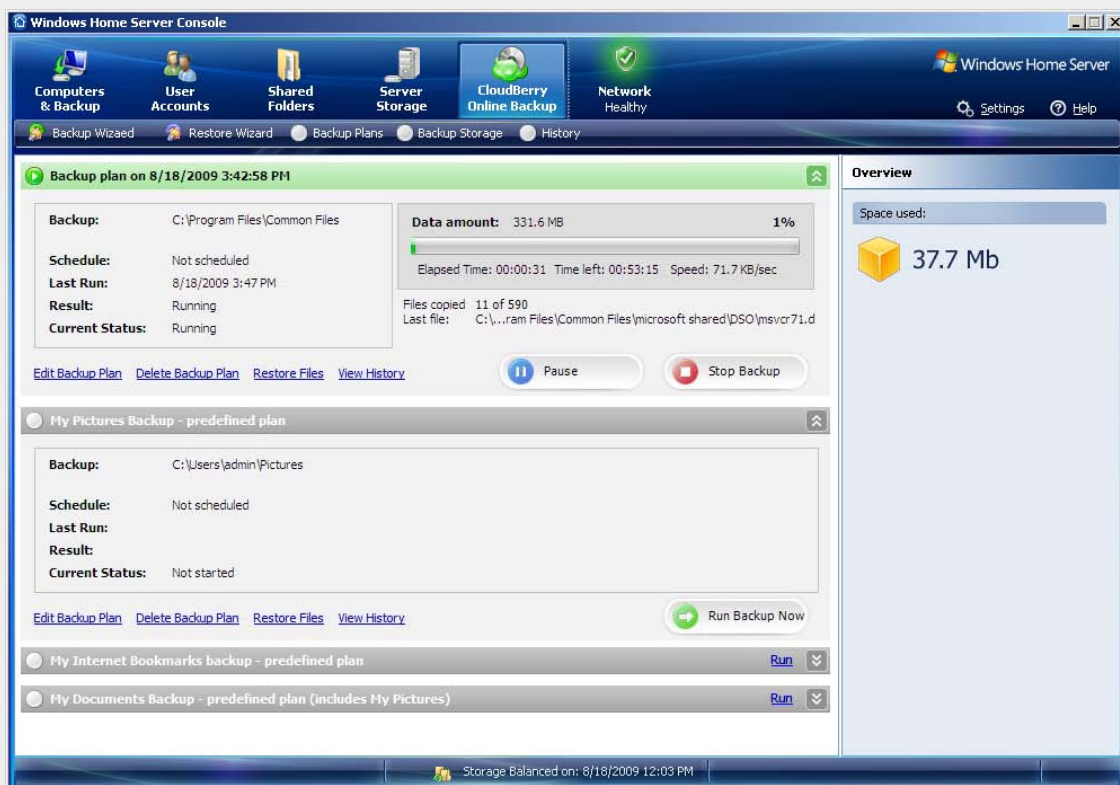 Windows Home Server Console
Computers & Backup
User Accounts
Shared Folders
Server Storage
CloudBerry Online Backup
Network Healthy
Windows Home Server
Settings
Help
Backup Wizaed
Restore Wizard
Backup Plans
Backup Storage
History
Backup plan on 8/18/2009 3:42:58 PM
Backup: C:\Program Files\Common Files
Schedule: Not scheduled
Last Run: 8/18/2009 3:47 PM
Result: Running
Current Status: Running
Data amount: 331.6 MB 1%
Elapsed Time: 00:00:31 Time left: 00:53:15 Speed: 71.7 KB/sec
Files copied 11 of 590
Last file: C:\...ram Files\Common Files\microsoft shared\DSO\msvcr71.d
Edit Backup Plan Delete Backup Plan Restore Files View History
Pause
Stop Backup
My Pictures Backup - predefined plan
Backup: C:\Users\admin\Pictures
Schedule: Not scheduled
Last Run:
Result:
Current Status: Not started
Edit Backup Plan Delete Backup Plan Restore Files View History
Run Backup Now
My Internet Bookmarks backup - predefined plan Run
My Documents Backup - predefined plan (includes My Pictures) Run
Overview
Space used:
37.7 Mb
Storage Balanced on: 8/18/2009 12:03 PM